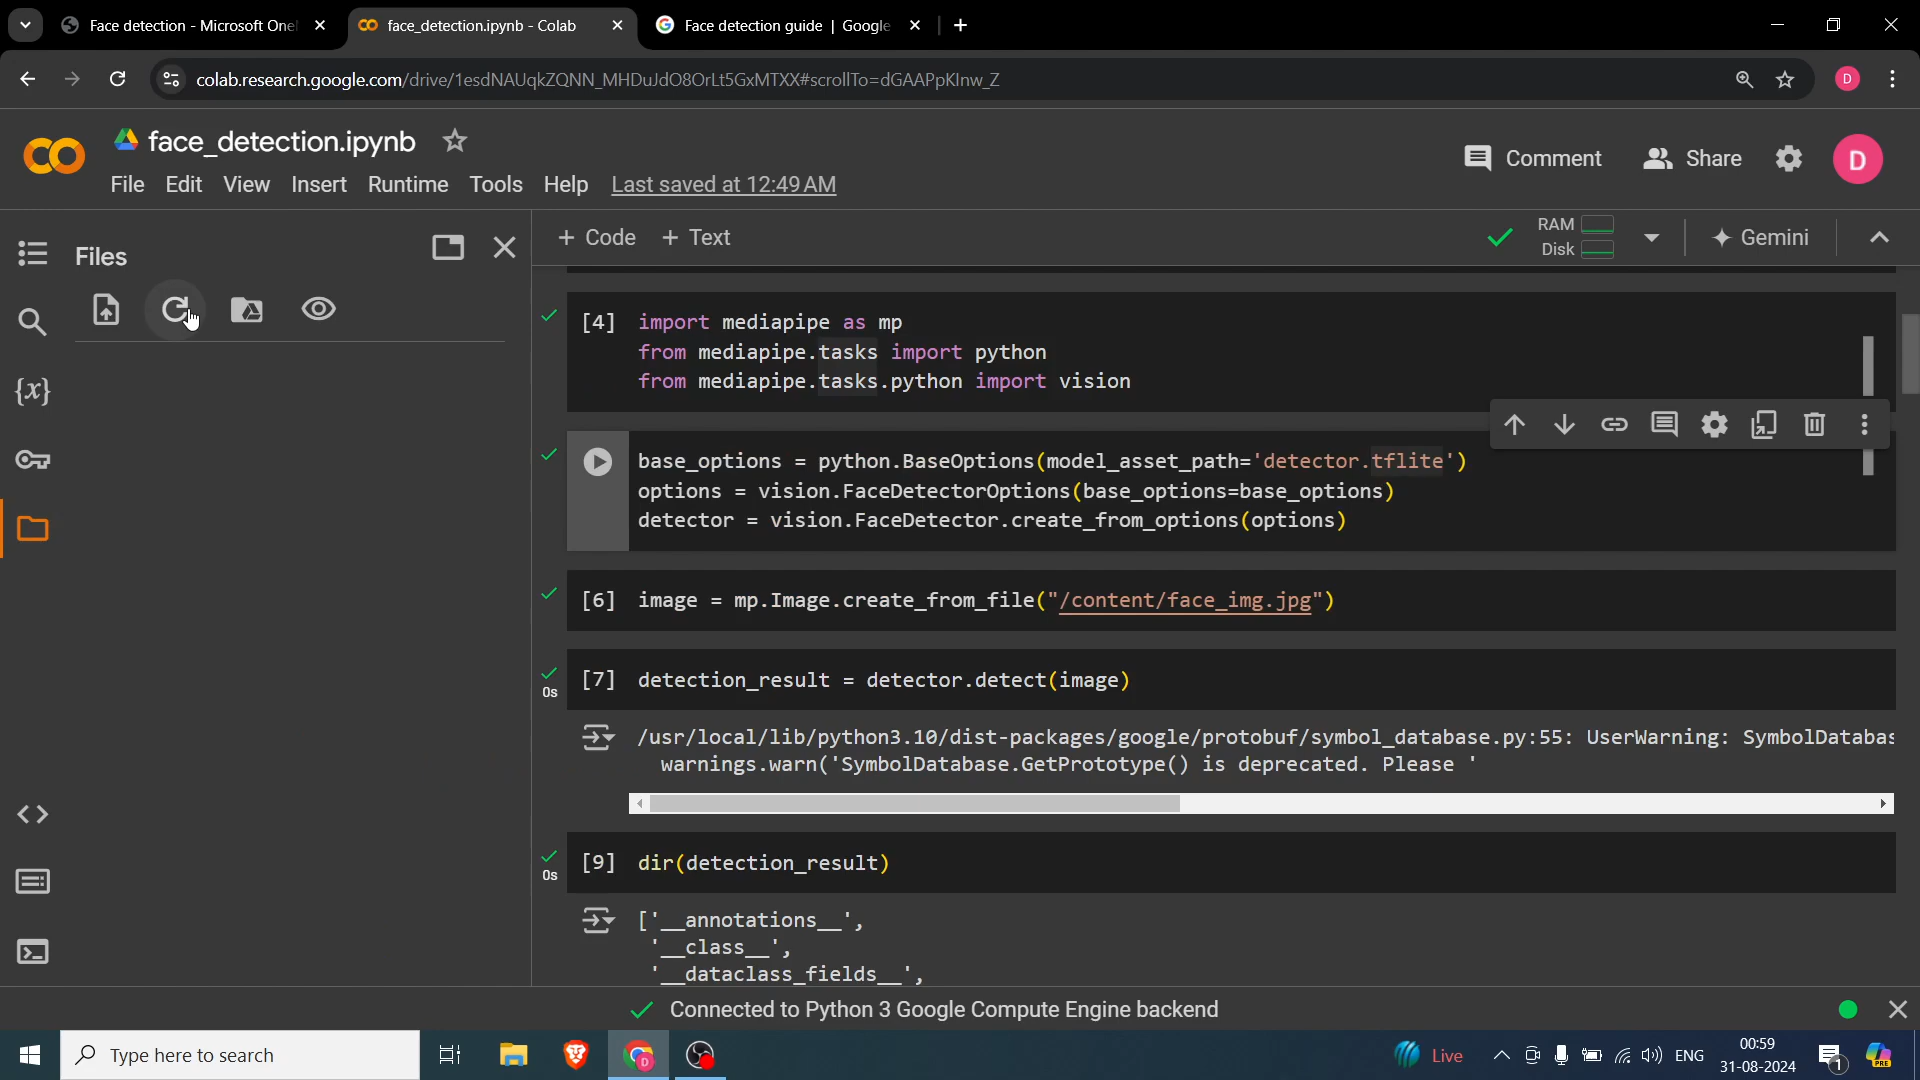 Face detection - Microsoft OneN
face_detection.ipynb - Colab
Face detection guide | Google
colab.research.google.com/drive/1esdNAUqkZQNN_MHDuJdO8OrLt5GxMTXX#scrollTo=dGAAPpKlnw_Z
D
face_detection.ipynb
Comment
Share
D
File Edit View Insert Runtime Tools Help Last saved at 12:49 AM
Files
+ Code + Text
RAM
Disk
Gemini
{x}
[4] import mediapipe as mp
from mediapipe.tasks import python
from mediapipe.tasks.python import vision
base_options = python.BaseOptions(model_asset_path='detector.tflite')
options = vision.FaceDetectorOptions(base_options=base_options)
detector = vision.FaceDetector.create_from_options(options)
[6] image = mp.Image.create_from_file("/content/face_img.jpg")
[7] detection_result = detector.detect(image)
0s
/usr/local/lib/python3.10/dist-packages/google/protobuf/symbol_database.py:55: UserWarning: SymbolDatabas
warnings.warn('SymbolDatabase.GetPrototype() is deprecated. Please '
[9] dir(detection_result)
0s
['__annotations__',
'__class__',
'__dataclass_fields__',
Connected to Python 3 Google Compute Engine backend
Type here to search
Live
ENG
00:59
31-08-2024
1
PRE